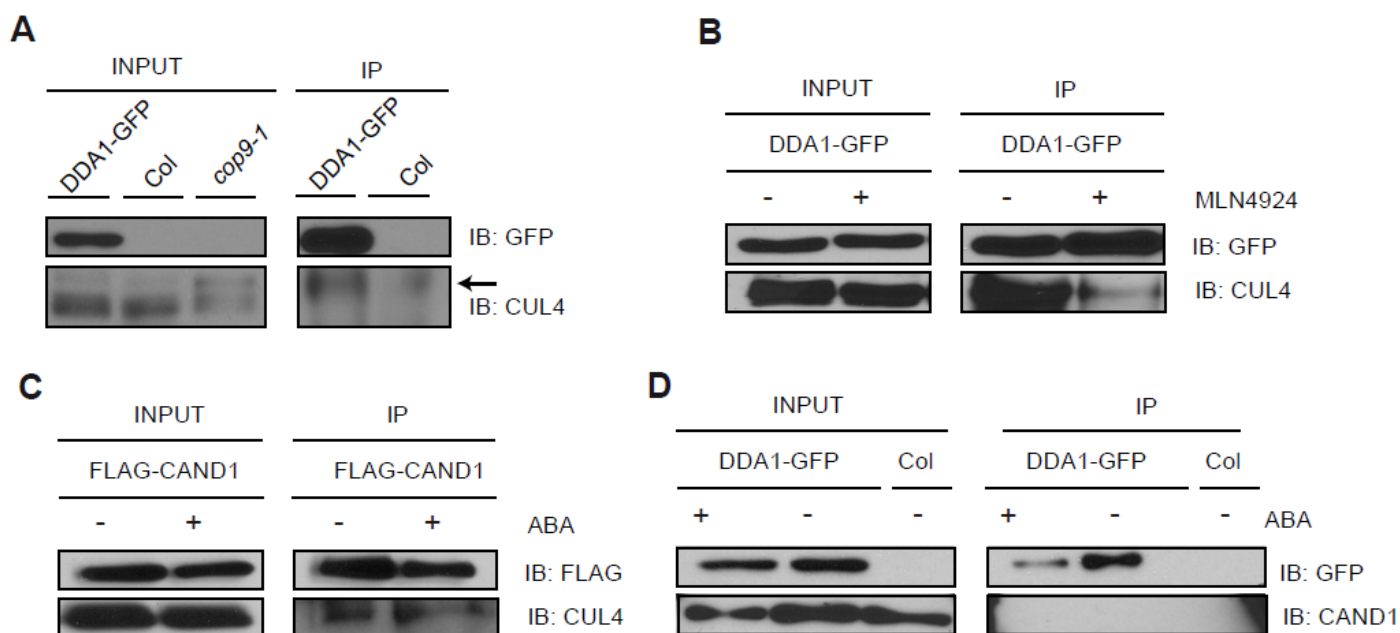 A
INPUT IP
DDA1-GFP Col cop9-1 DDA1-GFP Col
IB: GFP
IB: CUL4
B
INPUT IP
DDA1-GFP DDA1-GFP
- + - + MLN4924
IB: GFP
IB: CUL4
C
INPUT IP
FLAG-CAND1 FLAG-CAND1
- + - + ABA
IB: FLAG
IB: CUL4
D
INPUT IP
DDA1-GFP Col DDA1-GFP Col
+ - - + - - ABA
IB: GFP
IB: CAND1